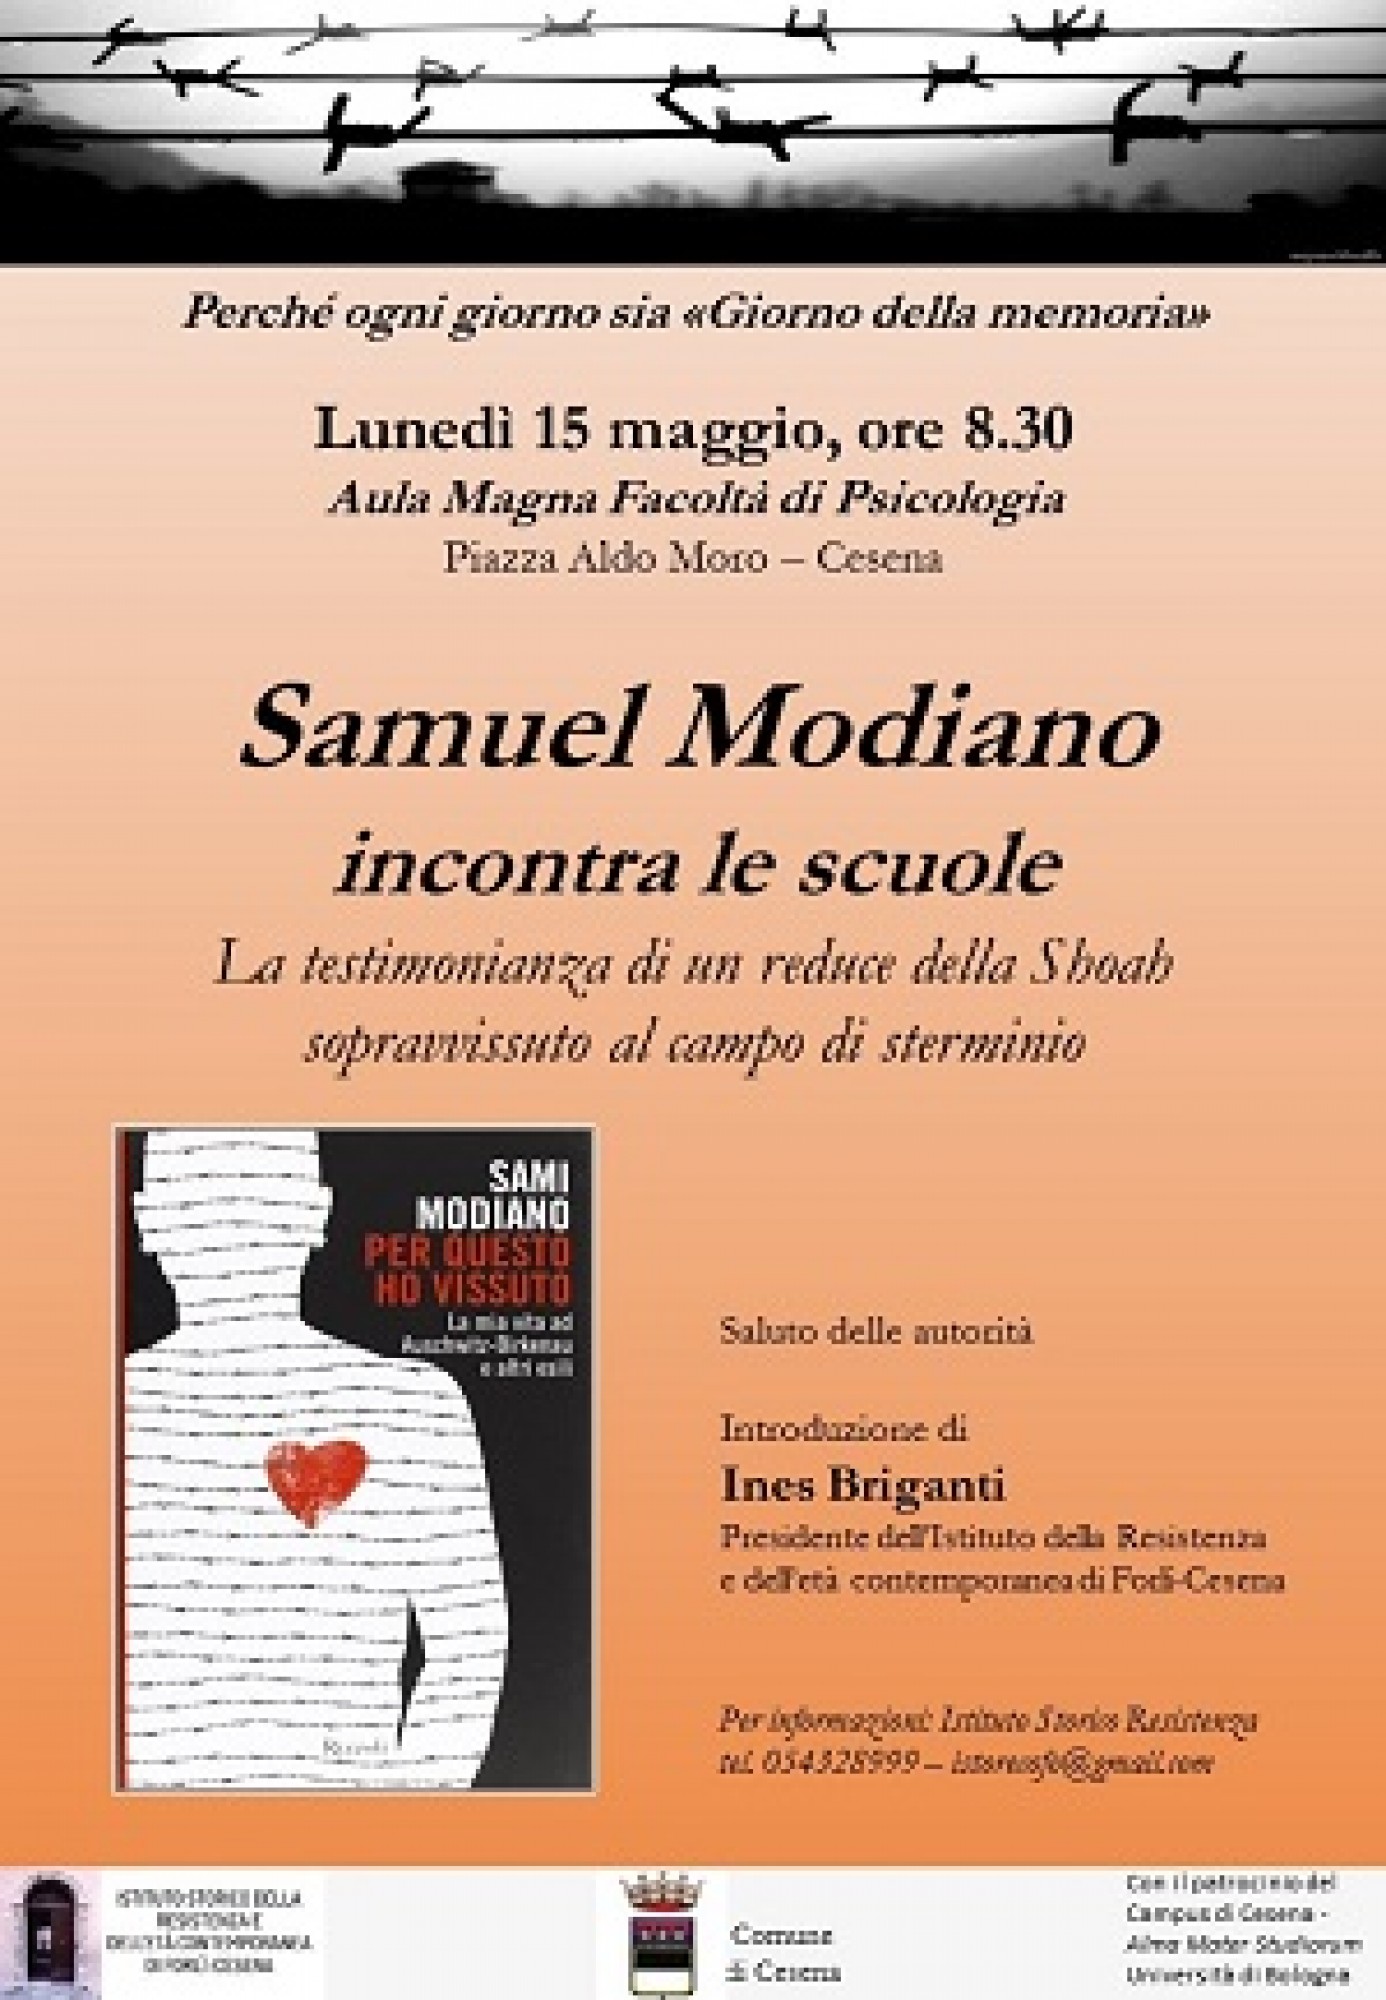 Perché ogni giorno sia «Giorno della memoria»
Lunedì 15 maggio, ore 8.30
Aula Magna Facoltà di Psicologia
Piazza Aldo Moro – Cesena
Samuel Modiano
incontra le scuole
La testimonianza di un reduce della Shoah
sopravvissuto al campo di sterminio
SAMI
MODIANO
PER QUESTO
HO VISSUTO
La mia vita ad
Auschwitz-Birkenau
e altri esili
Rizzoli
Saluto delle autorità
Introduzione di
Ines Briganti
Presidente dell'Istituto della Resistenza
e dell'età contemporanea di Forlì-Cesena
Per informazioni: Istituto Storico Resistenza
tel. 054328999 – istorecofo@gmail.com
ISTITUTO STORICO DELLA
RESISTENZA E
DELL'ETÀ CONTEMPORANEA
DI FORLÌ-CESENA
Comune
di Cesena
Con il patrocinio del
Campus di Cesena -
Alma Mater Studiorum
Università di Bologna